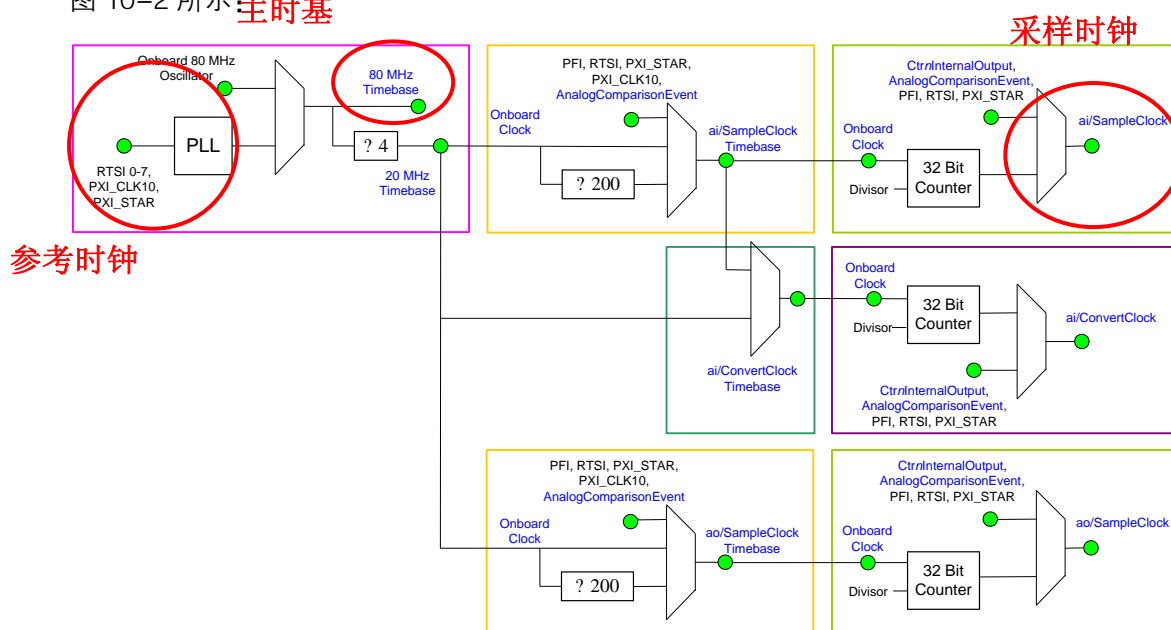 图 10-2 所示:
主时基
采样时钟
参考时钟
Onboard 80 MHz
Oscillator
80 MHz
Timebase
PLL
? 4
RTSI 0-7,
PXI_CLK10,
PXI_STAR
20 MHz
Timebase
PFI, RTSI, PXI_STAR,
PXI_CLK10,
AnalogComparisonEvent
Onboard
Clock
ai/SampleClock
Timebase
? 200
CtrnInternalOutput,
AnalogComparisonEvent,
PFI, RTSI, PXI_STAR
Onboard
Clock
ai/SampleClock
32 Bit
Counter
Divisor
ai/ConvertClock
Timebase
Onboard
Clock
32 Bit
Counter
Divisor
ai/ConvertClock
CtrnInternalOutput,
AnalogComparisonEvent,
PFI, RTSI, PXI_STAR
PFI, RTSI, PXI_STAR,
PXI_CLK10,
AnalogComparisonEvent
Onboard
Clock
ao/SampleClock
Timebase
? 200
CtrnInternalOutput,
AnalogComparisonEvent,
PFI, RTSI, PXI_STAR
Onboard
Clock
ao/SampleClock
32 Bit
Counter
Divisor